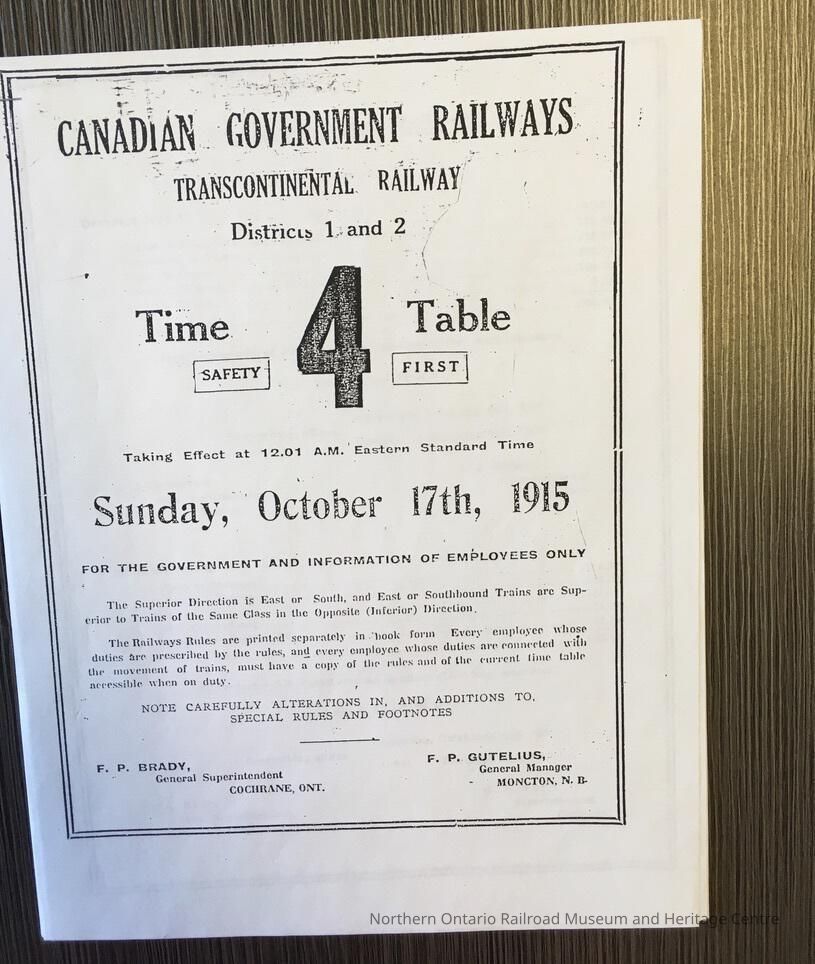 CANADIAN GOVERNMENT RAILWAYS
TRANSCONTINENTAL RAILWAY
Districts 1 and 2
Time 4 Table
SAFETY FIRST
Taking Effect at 12.01 A.M. Eastern Standard Time
Sunday, October 17th, 1915
FOR THE GOVERNMENT AND INFORMATION OF EMPLOYEES ONLY
The Superior Direction is East or South, and East or Southbound Trains are Sup-
erior to Trains of the Same Class in the Opposite (Inferior) Direction.
The Railways Rules are printed separately in book form Every employee whose
duties are prescribed by the rules, and every employee whose duties are connected with
the movement of trains, must have a copy of the rules and of the current time table
accessible when on duty.
NOTE CAREFULLY ALTERATIONS IN, AND ADDITIONS TO,
SPECIAL RULES AND FOOTNOTES
F. P. BRADY,
General Superintendent
COCHRANE, ONT.
F. P. GUTELIUS,
General Manager
MONCTON, N. B.
Northern Ontario Railroad Museum and Heritage Centre